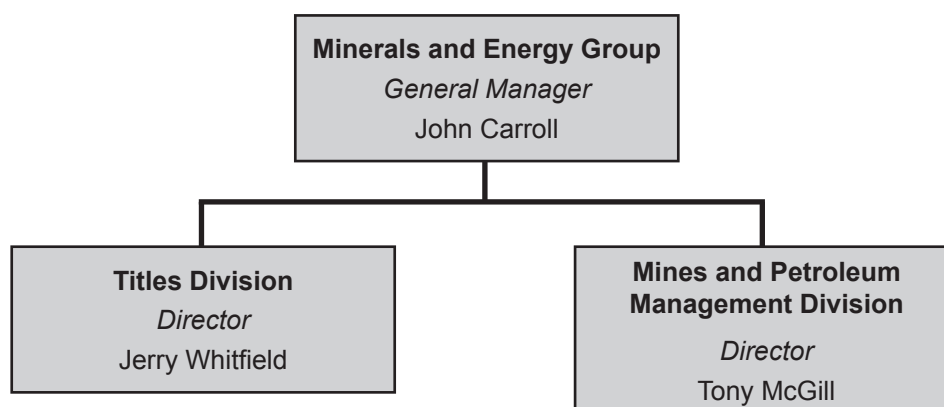 Minerals and Energy Group
General Manager
John Carroll
Titles Division
Director
Jerry Whitfield
Mines and Petroleum
Management Division
Director
Tony McGill